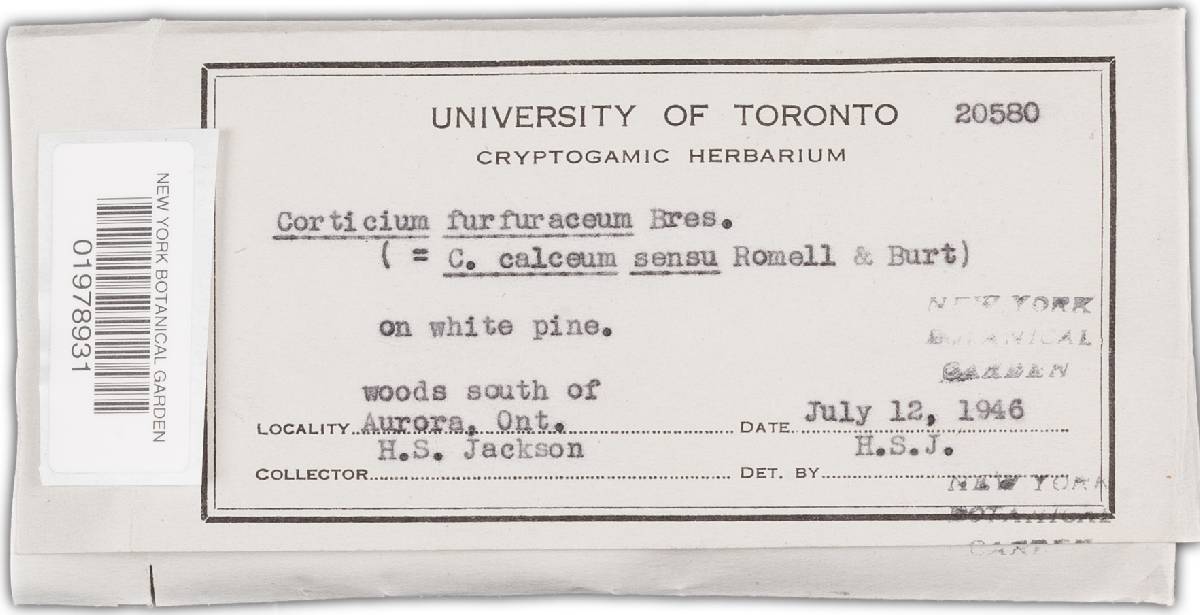 UNIVERSITY OF TORONTO 20580
CRYPTOGAMIC HERBARIUM
Corticium furfuraceum Bres.
( = C. calceum sensu Romell & Burt)
on white pine.
woods south of
LOCALITY Aurora, Ont. DATE July 12, 1946
COLLECTOR H.S. Jackson DET. BY H.S.J.
NEW YORK
BOTANICAL
GARDEN
NEW YORK
BOTANICAL
GARDEN
NEW YORK BOTANICAL GARDEN
01978931